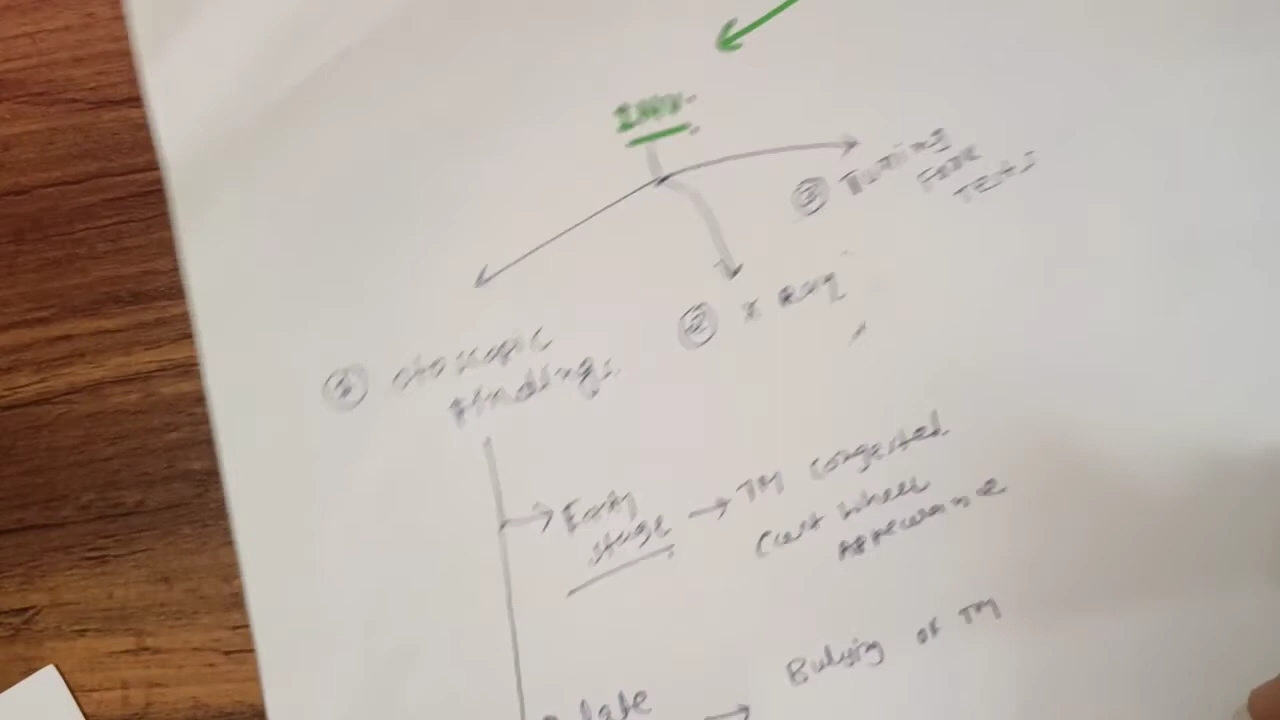 INV.
③ Tuning
Fork
Tests
② X Ray
① Otoscopic
Findings.
→ Early
stage → TM congested
Cart wheel
Appearance
Late → Bulging of TM